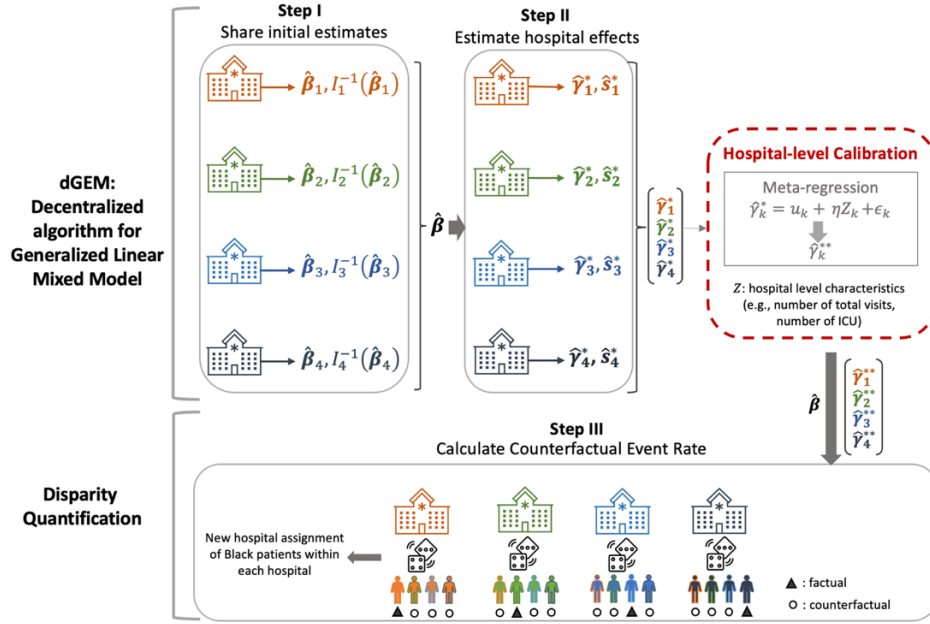 Step I
Share initial estimates
Step II
Estimate hospital effects
dGEM:
Decentralized
algorithm for
Generalized Linear
Mixed Model
β̂₁, I₁⁻¹(β̂₁)
β̂₂, I₂⁻¹(β̂₂)
β̂₃, I₃⁻¹(β̂₃)
β̂₄, I₄⁻¹(β̂₄)
β̂
γ̂₁*, ŝ₁*
γ̂₂*, ŝ₂*
γ̂₃*, ŝ₃*
γ̂₄*, ŝ₄*
γ̂₁*
γ̂₂*
γ̂₃*
γ̂₄*
Hospital-level Calibration
Meta-regression
γ̂ₖ* = uₖ + ηZₖ + ϵₖ
γ̂ₖ**
Z: hospital level characteristics
(e.g., number of total visits,
number of ICU)
β̂
γ̂₁**
γ̂₂**
γ̂₃**
γ̂₄**
Step III
Calculate Counterfactual Event Rate
Disparity
Quantification
New hospital assignment
of Black patients within
each hospital
: factual
: counterfactual